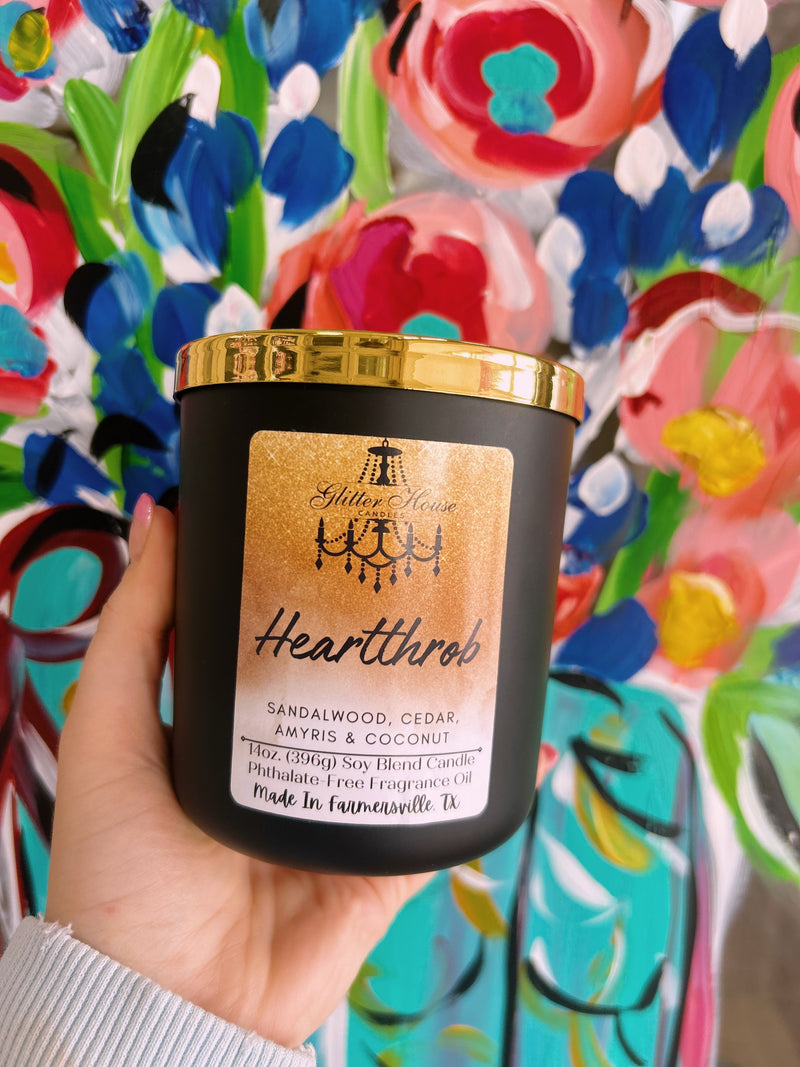 Glitter House
CANDLES
Heartthrob
SANDALWOOD, CEDAR,
AMYRIS & COCONUT
14oz. (396g) Soy Blend Candle
Phthalate-Free Fragrance Oil
Made In Farmersville, TX